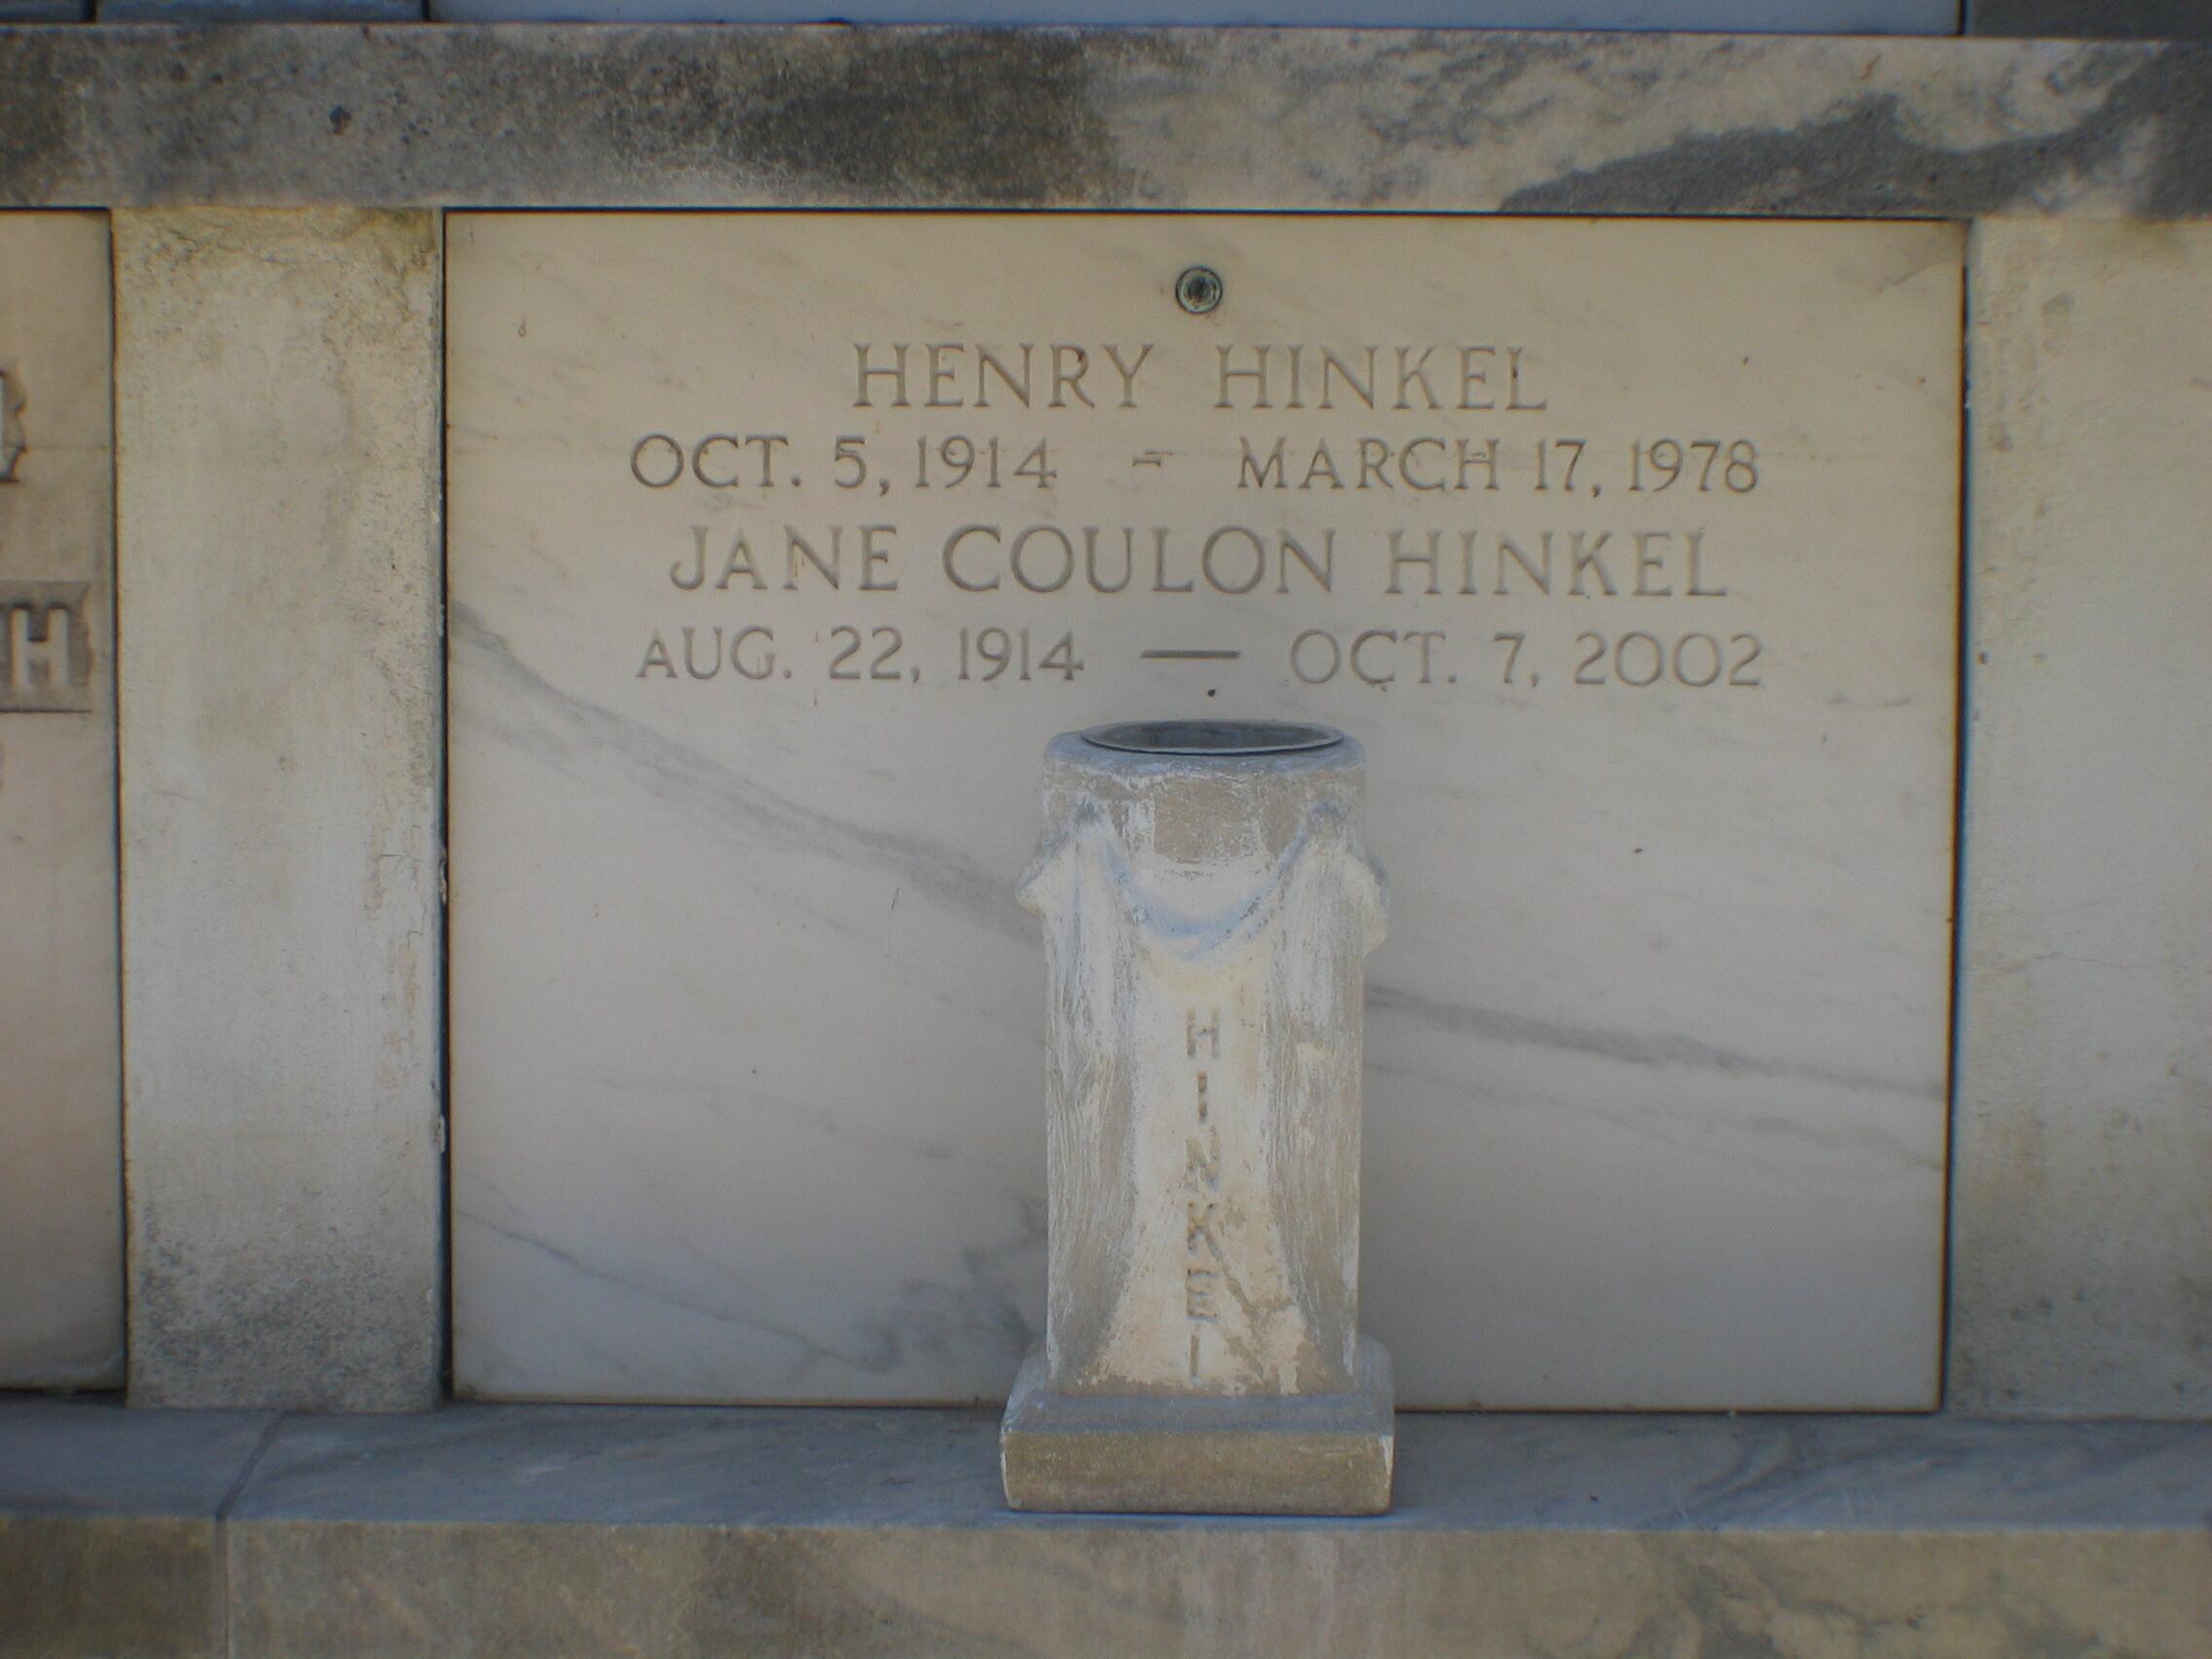 HENRY HINKEL
OCT. 5, 1914 - MARCH 17, 1978
JANE COULON HINKEL
AUG. 22, 1914 — OCT. 7, 2002
HINKEL
H